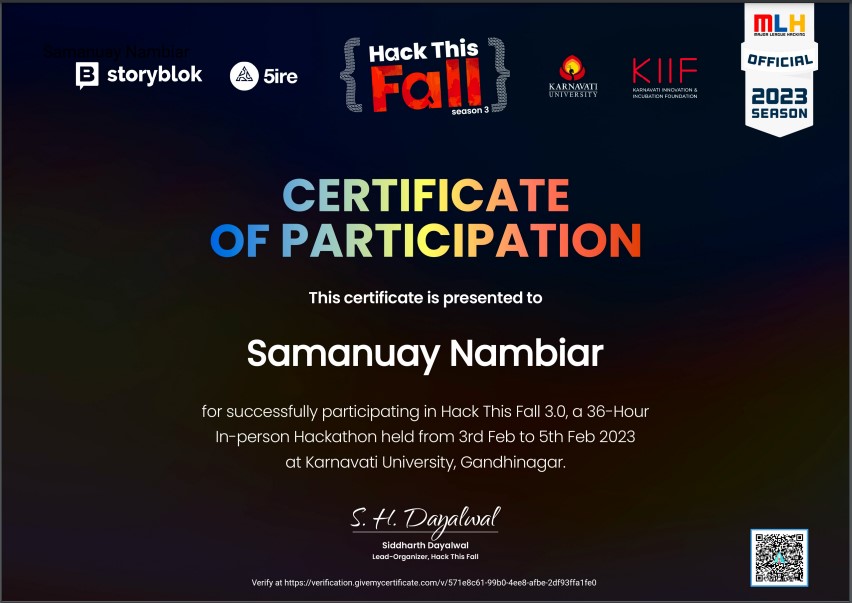 Samanuay Nambiar
storyblok
5ire
Hack This
Fall
season 3
KARNAVATI
UNIVERSITY
KIIF
KARNAVATI INNOVATION &
INCUBATION FOUNDATION
MLH
MAJOR LEAGUE HACKING
OFFICIAL
2023
SEASON
CERTIFICATE
OF PARTICIPATION
This certificate is presented to
Samanuay Nambiar
for successfully participating in Hack This Fall 3.0, a 36-Hour
In-person Hackathon held from 3rd Feb to 5th Feb 2023
at Karnavati University, Gandhinagar.
S. H. Dayalwal
Siddharth Dayalwal
Lead-Organizer, Hack This Fall
Verify at https://verification.givemycertificate.com/v/571e8c61-99b0-4ee8-afbe-2df93ffa1fe0